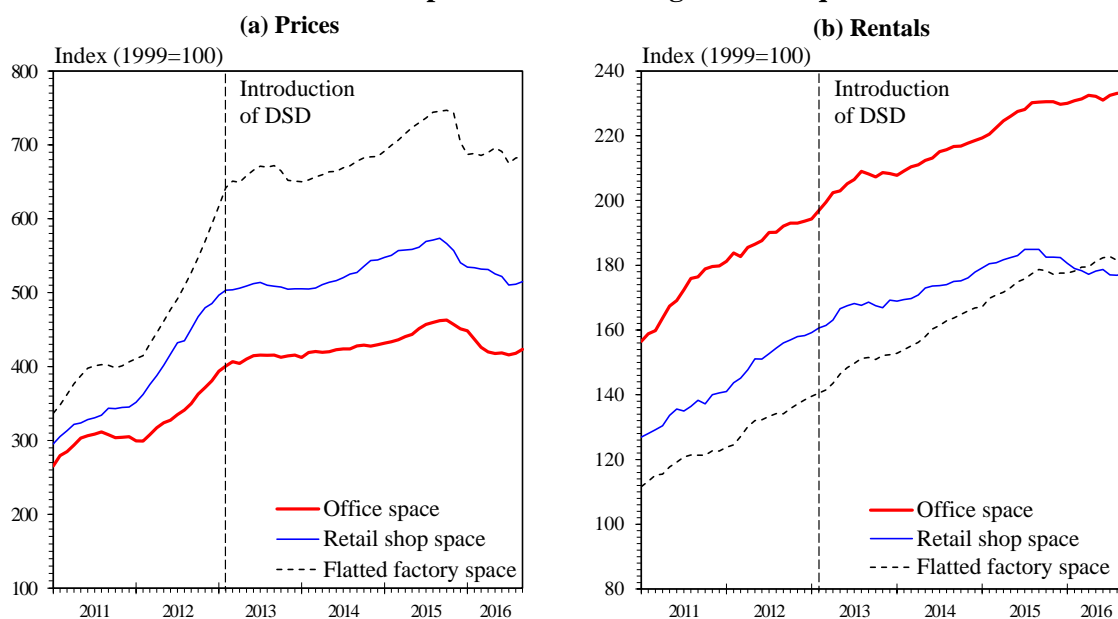 (a) Prices
Index (1999=100)
800
700
600
500
400
300
200
100
Introduction
of DSD
Office space
Retail shop space
Flatted factory space
2011 2012 2013 2014 2015 2016
(b) Rentals
Index (1999=100)
240
220
200
180
160
140
120
100
80
Introduction
of DSD
Office space
Retail shop space
Flatted factory space
2011 2012 2013 2014 2015 2016